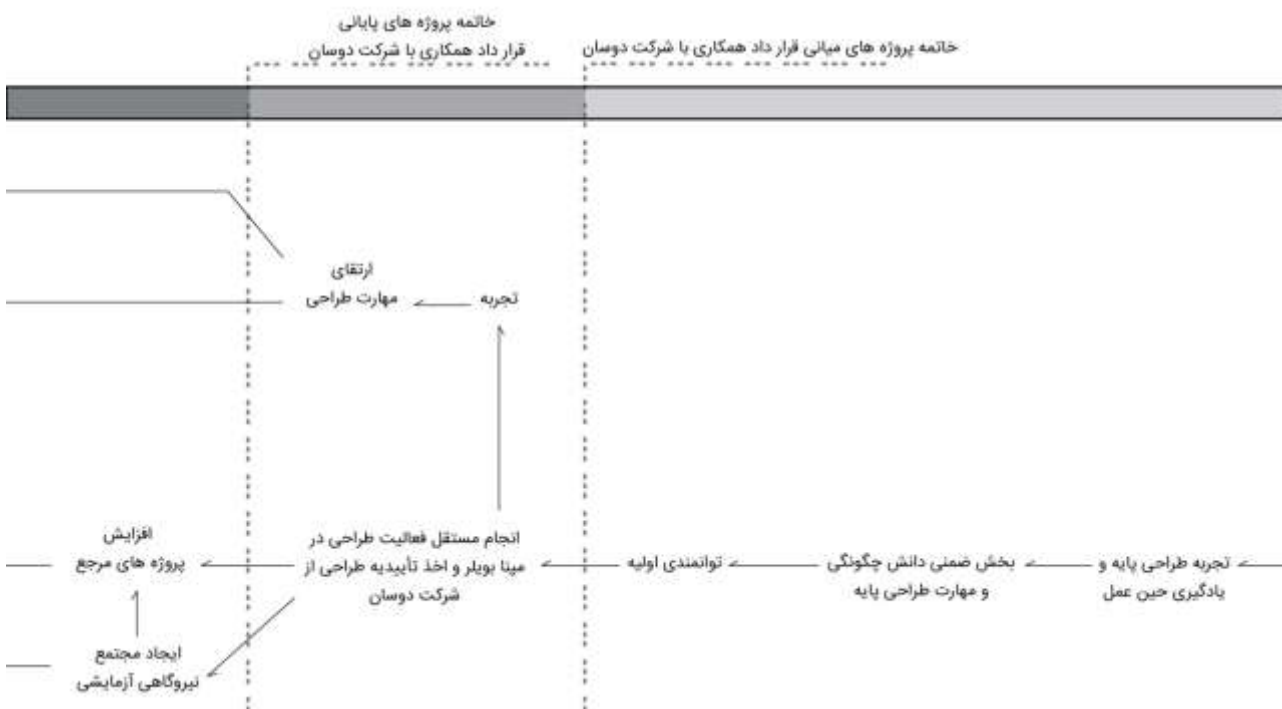 خاتمه پروژه های میانی قرار داد همکاری با شرکت دوسان
خاتمه پروژه های پایانی
قرار داد همکاری با شرکت دوسان
ارتقای
مهارت طراحی
تجربه
تجربه طراحی پایه و
یادگیری حین عمل
بخش ضمنی دانش چگونگی
و مهارت طراحی پایه
توانمندی اولیه
انجام مستقل فعالیت طراحی در
مپنا بویلر و اخذ تأییدیه طراحی از
شرکت دوسان
افزایش
پروژه های مرجع
ایجاد مجتمع
نیروگاهی آزمایشی